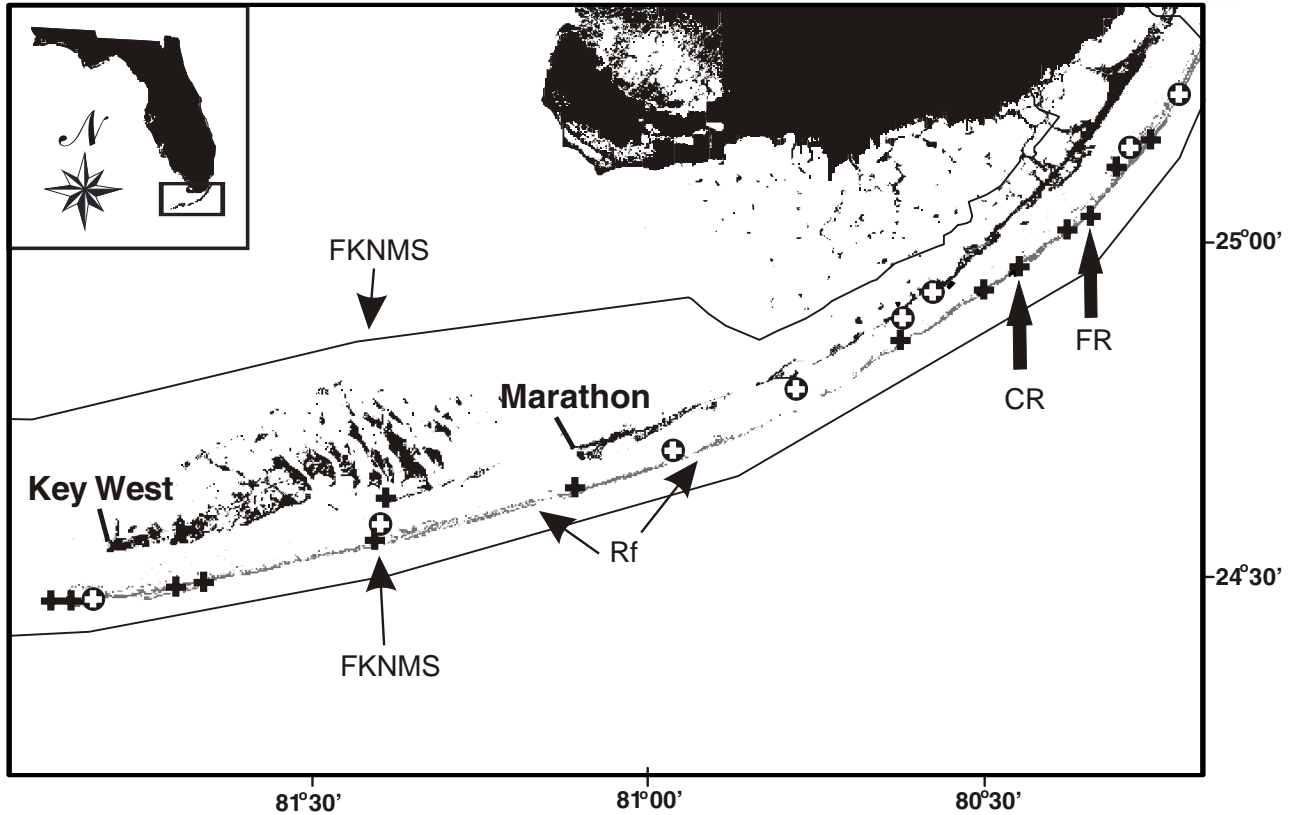 N
FKNMS
25°00'
FR
CR
Marathon
Key West
Rf
24°30'
FKNMS
81°30'
81°00'
80°30'